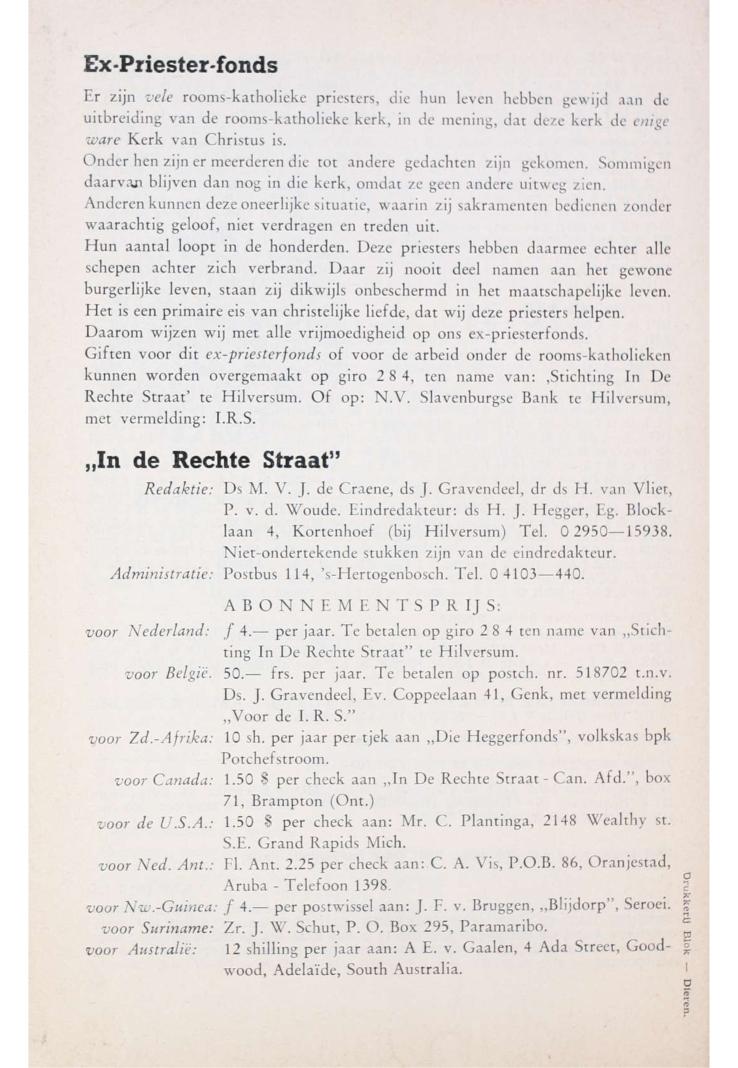 Ex-Priester-fonds
Er zijn vele rooms-katholieke priesters, die hun leven hebben gewijd aan de
uitbreiding van de rooms-katholieke kerk, in de mening, dat deze kerk de enige
ware Kerk van Christus is.
Onder hen zijn er meerderen die tot andere gedachten zijn gekomen. Sommigen
daarvan blijven dan nog in die kerk, omdat ze geen andere uitweg zien.
Anderen kunnen deze oneerlijke situatie, waarin zij sakramenten bedienen zonder
waarachtig geloof, niet verdragen en treden uit.
Hun aantal loopt in de honderden. Deze priesters hebben daarmee echter alle
schepen achter zich verbrand. Daar zij nooit deel namen aan het gewone
burgerlijke leven, staan zij dikwijls onbeschermd in het maatschapelijke leven.
Het is een primaire eis van christelijke liefde, dat wij deze priesters helpen.
Daarom wijzen wij met alle vrijmoedigheid op ons ex-priesterfonds.
Giften voor dit ex-priesterfonds of voor de arbeid onder de rooms-katholieken
kunnen worden overgemaakt op giro 2 8 4, ten name van: ,Stichting In De
Rechte Straat' te Hilversum. Of op: N.V. Slavenburgse Bank te Hilversum,
met vermelding: I.R.S.
„In de Rechte Straat”
Redaktie: Ds M. V. J. de Craene, ds J. Gravendeel, dr ds H. van Vliet,
P. v. d. Woude. Eindredakteur: ds H. J. Hegger, Eg. Block-
laan 4, Kortenhoef (bij Hilversum) Tel. 0 2950—15938.
Niet-ondertekende stukken zijn van de eindredakteur.
Administratie: Postbus 114, 's-Hertogenbosch. Tel. 0 4103—440.
ABONNEMENTSPRIJS:
voor Nederland: f 4.— per jaar. Te betalen op giro 2 8 4 ten name van „Stich-
ting In De Rechte Straat” te Hilversum.
voor België. 50.— frs. per jaar. Te betalen op postch. nr. 518702 t.n.v.
Ds. J. Gravendeel, Ev. Coppeelaan 41, Genk, met vermelding
„Voor de I. R. S.”
voor Zd.-Afrika: 10 sh. per jaar per tjek aan „Die Heggerfonds”, volkskas bpk
Potchefstroom.
voor Canada: 1.50 $ per check aan „In De Rechte Straat - Can. Afd.”, box
71, Brampton (Ont.)
voor de U.S.A.: 1.50 $ per check aan: Mr. C. Plantinga, 2148 Wealthy st.
S.E. Grand Rapids Mich.
voor Ned. Ant.: Fl. Ant. 2.25 per check aan: C. A. Vis, P.O.B. 86, Oranjestad,
Aruba - Telefoon 1398.
voor Nw.-Guinea: f 4.— per postwissel aan: J. F. v. Bruggen, „Blijdorp”, Seroei.
voor Suriname: Zr. J. W. Schut, P. O. Box 295, Paramaribo.
voor Australië: 12 shilling per jaar aan: A E. v. Gaalen, 4 Ada Street, Good-
wood, Adelaïde, South Australia.
Drukkerij Blok — Dieren.